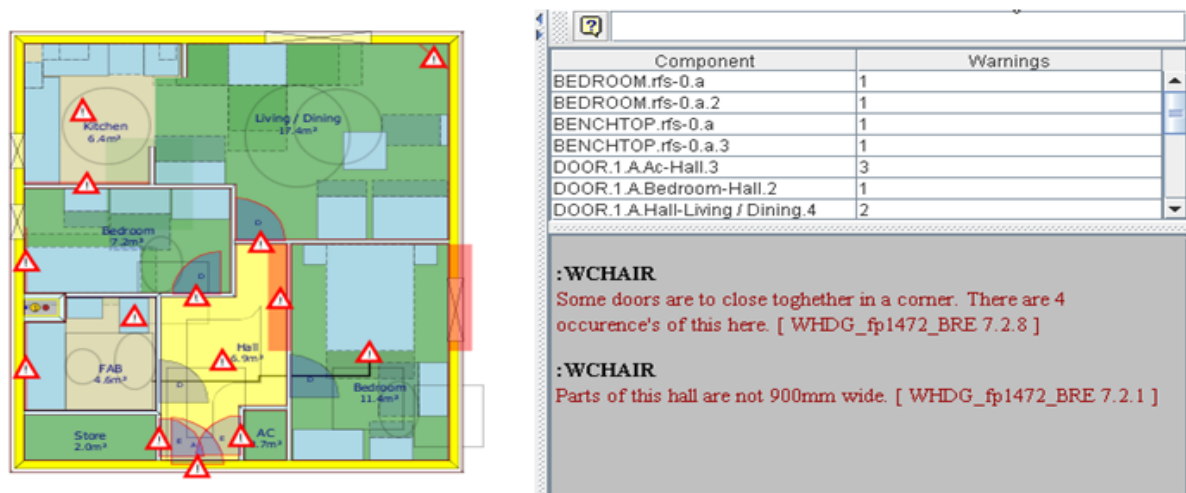 Kitchen
6.4m²
Living / Dining
17.4m²
Bedroom
7.2m²
D
D
Hall
6.9m²
FAB
4.6m²
D
D
Bedroom
11.4m²
Store
2.0m²
E
A
E
AC
.7m²
Component Warnings
BEDROOM.rfs-0.a 1
BEDROOM.rfs-0.a.2 1
BENCHTOP.rfs-0.a 1
BENCHTOP.rfs-0.a.3 1
DOOR.1.A.Ac-Hall.3 3
DOOR.1.A.Bedroom-Hall.2 1
DOOR.1.A.Hall-Living / Dining.4 2
:WCHAIR
Some doors are to close toghether in a corner. There are 4
occurence's of this here. [ WHDG_fp1472_BRE 7.2.8 ]
:WCHAIR
Parts of this hall are not 900mm wide. [ WHDG_fp1472_BRE 7.2.1 ]